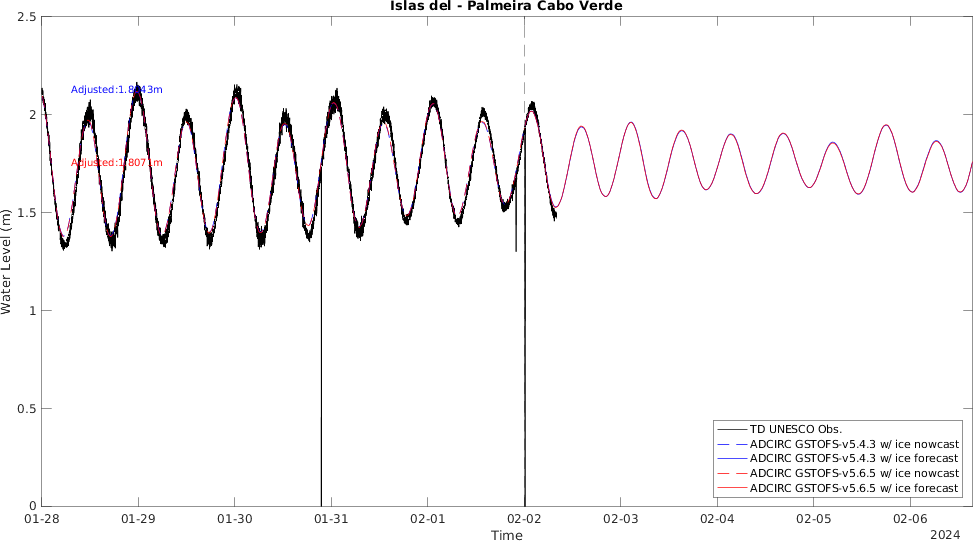 Islas del - Palmeira Cabo Verde
2.5
2
1.5
1
0.5
0
Water Level (m)
Adjusted:1.8071m
TD UNESCO Obs.
ADCIRC GSTOFS-v5.4.3 w/ ice nowcast
ADCIRC GSTOFS-v5.4.3 w/ ice forecast
ADCIRC GSTOFS-v5.6.5 w/ ice nowcast
ADCIRC GSTOFS-v5.6.5 w/ ice forecast
01-28 01-29 01-30 01-31 02-01 02-02 02-03 02-04 02-05 02-06
Time
2024